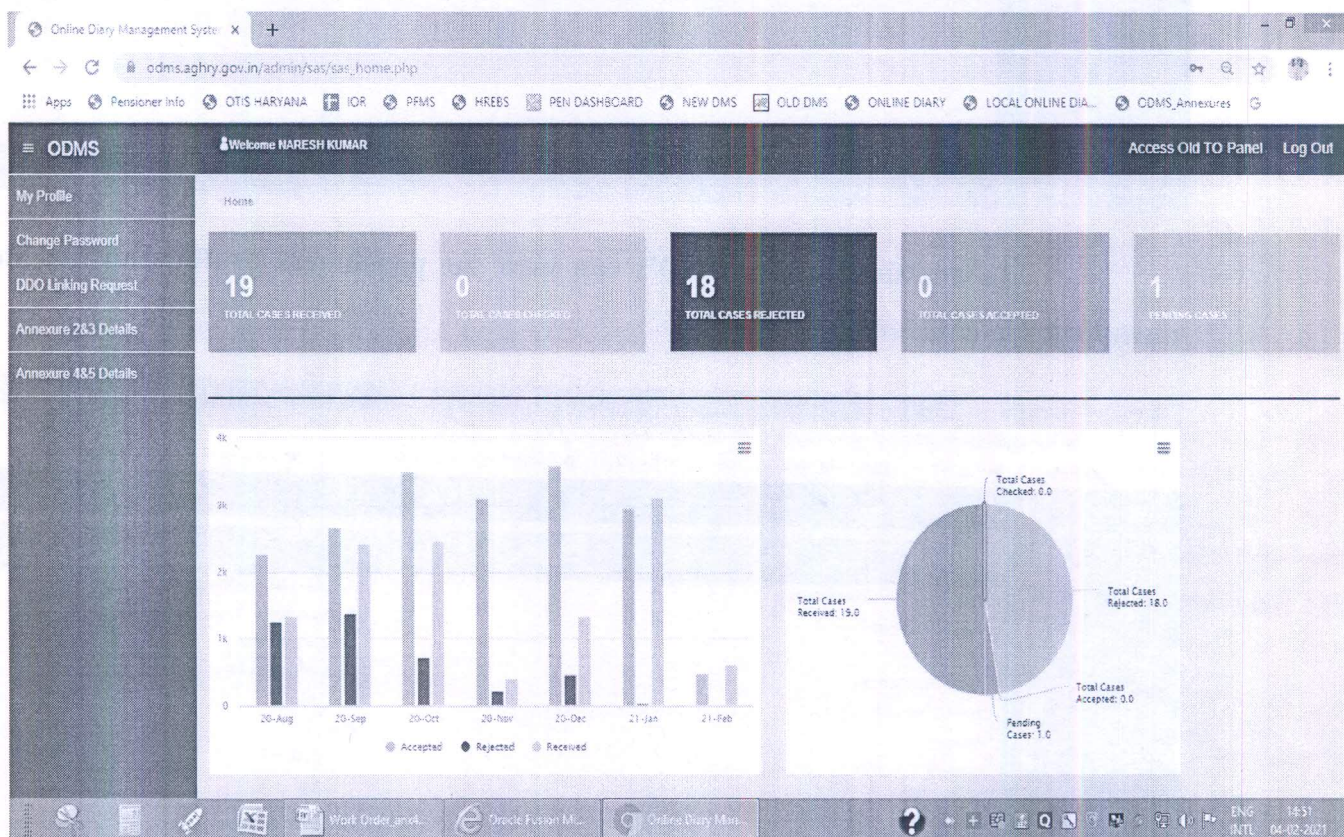 Online Diary Management Syste
odms.aghry.gov.in/admin/sas/sas_home.php
Apps Pensioner Info OTIS HARYANA IOR PFMS HREBS PEN DASHBOARD NEW DMS OLD DMS ONLINE DIARY LOCAL ONLINE DIA... ODMS_Annexures G
ODMS Welcome NARESH KUMAR Access Old TO Panel Log Out
My Profile
Change Password
DDO Linking Request
Annexure 2&3 Details
Annexure 4&5 Details
Home
19 0 18 0 1
TOTAL CASES RECEIVED TOTAL CASES CHECKED TOTAL CASES REJECTED TOTAL CASES ACCEPTED PENDING CASES
4k
3k
2k
1k
0
20-Aug 20-Sep 20-Oct 20-Nov 20-Dec 21-Jan 21-Feb
Accepted Rejected Received
Total Cases
Checked: 0.0
Total Cases
Rejected: 18.0
Total Cases
Received: 19.0
Total Cases
Accepted: 0.0
Pending
Cases: 1.0
Work Order_anx4... Oracle Fusion M... Online Diary Man...
ENG 14:51
INTL 04-02-2021